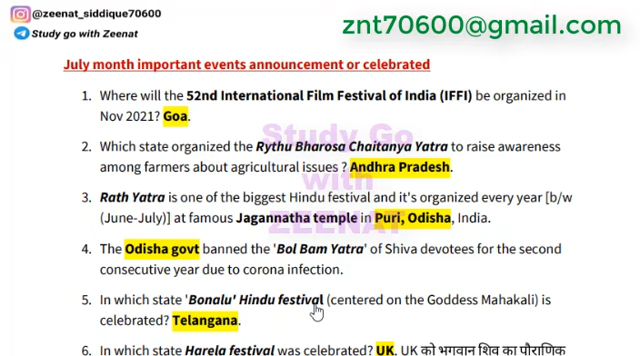 @zeenat_siddique70600
znt70600@gmail.com
Study go with Zeenat
July month important events announcement or celebrated
1. Where will the 52nd International Film Festival of India (IFFI) be organized in
Nov 2021? Goa.
2. Which state organized the Rythu Bharosa Chaitanya Yatra to raise awareness
among farmers about agricultural issues ? Andhra Pradesh.
3. Rath Yatra is one of the biggest Hindu festival and it's organized every year [b/w
(June-July)] at famous Jagannatha temple in Puri, Odisha, India.
4. The Odisha govt banned the 'Bol Bam Yatra' of Shiva devotees for the second
consecutive year due to corona infection.
5. In which state 'Bonalu' Hindu festival (centered on the Goddess Mahakali) is
celebrated? Telangana.
6. In which state Harela festival was celebrated? UK. UK को भगवान शिव का पौराणिक
Study Go
with
ZEENAT